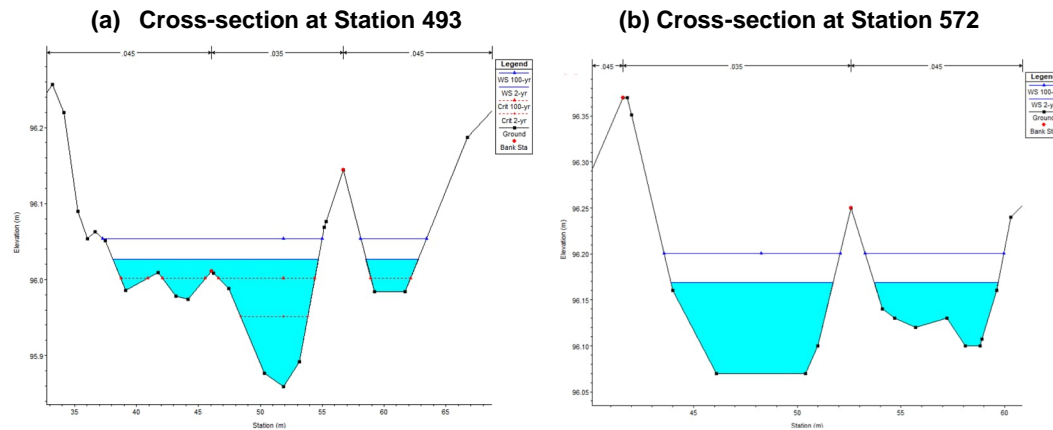 (a) Cross-section at Station 493
.045
.035
.045
Legend
WS 100-yr
WS 2-yr
Crit 100-yr
Crit 2-yr
Ground
Bank Sta
96.2
96.1
96.0
95.9
Elevation (m)
35
40
45
50
55
60
65
Station (m)
(b) Cross-section at Station 572
.045
.035
.045
Legend
WS 100-y
WS 2-yr
Ground
Bank Sta
96.35
96.30
96.25
96.20
96.15
96.10
96.05
Elevation (m)
45
50
55
60
Station (m)